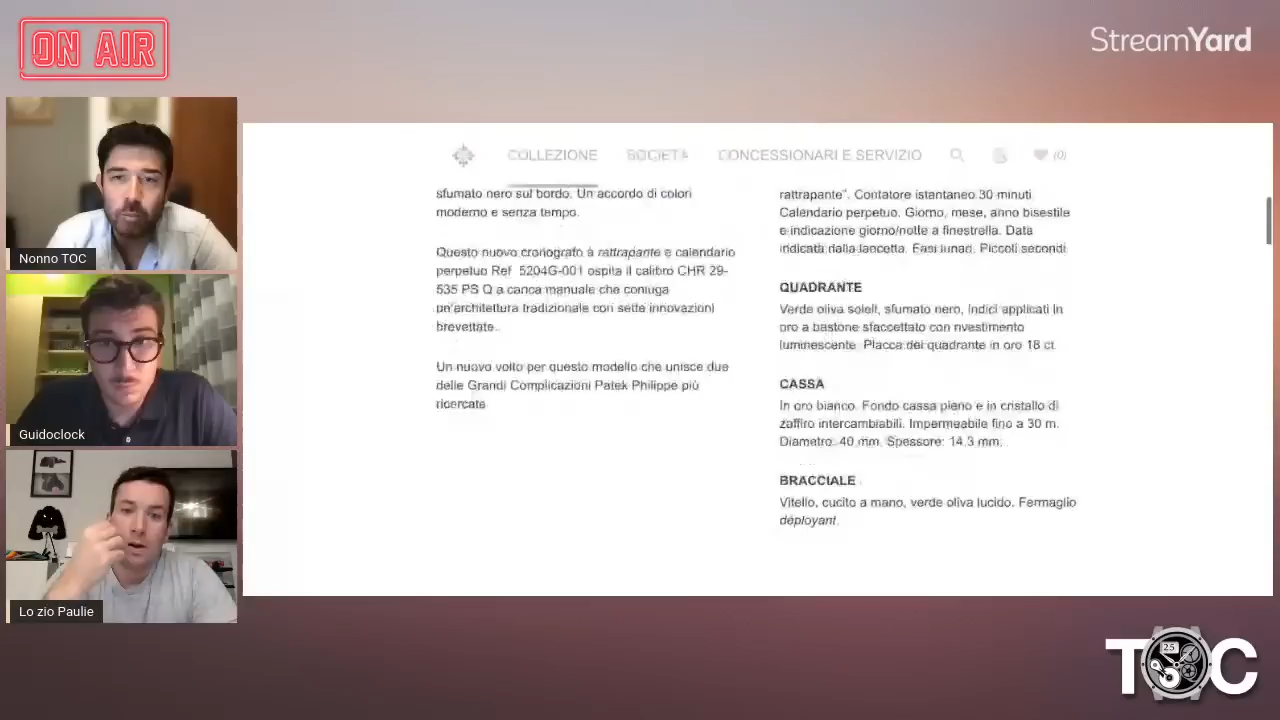 ON AIR
StreamYard
Nonno TOC
Guidoclock
Lo zio Paulie
COLLEZIONE SOCIETÀ CONCESSIONARI E SERVIZIO (0)
sfumato nero sul bordo. Un accordo di colori
moderno e senza tempo.
Questo nuovo cronografo à rattrapante e calendario
perpetuo Ref. 5204G-001 ospita il calibro CHR 29-
535 PS Q a carica manuale che coniuga
un'architettura tradizionale con sette innovazioni
brevettate.
Un nuovo volto per questo modello che unisce due
delle Grandi Complicazioni Patek Philippe più
ricercate
rattrapante". Contatore istantaneo 30 minuti
Calendario perpetuo. Giorno, mese, anno bisestile
e indicazione giorno/notte a finestrella. Data
indicata dalla lancetta. Fasi lunari. Piccoli secondi
QUADRANTE
Verde oliva soleil, sfumato nero, indici applicati in
oro a bastone sfaccettato con rivestimento
luminescente. Placca del quadrante in oro 18 ct.
CASSA
In oro bianco. Fondo cassa pieno e in cristallo di
zaffiro intercambiabili. Impermeabile fino a 30 m.
Diametro: 40 mm. Spessore: 14.3 mm.
BRACCIALE
Vitello, cucito a mano, verde oliva lucido. Fermaglio
déployant.
TOC
25